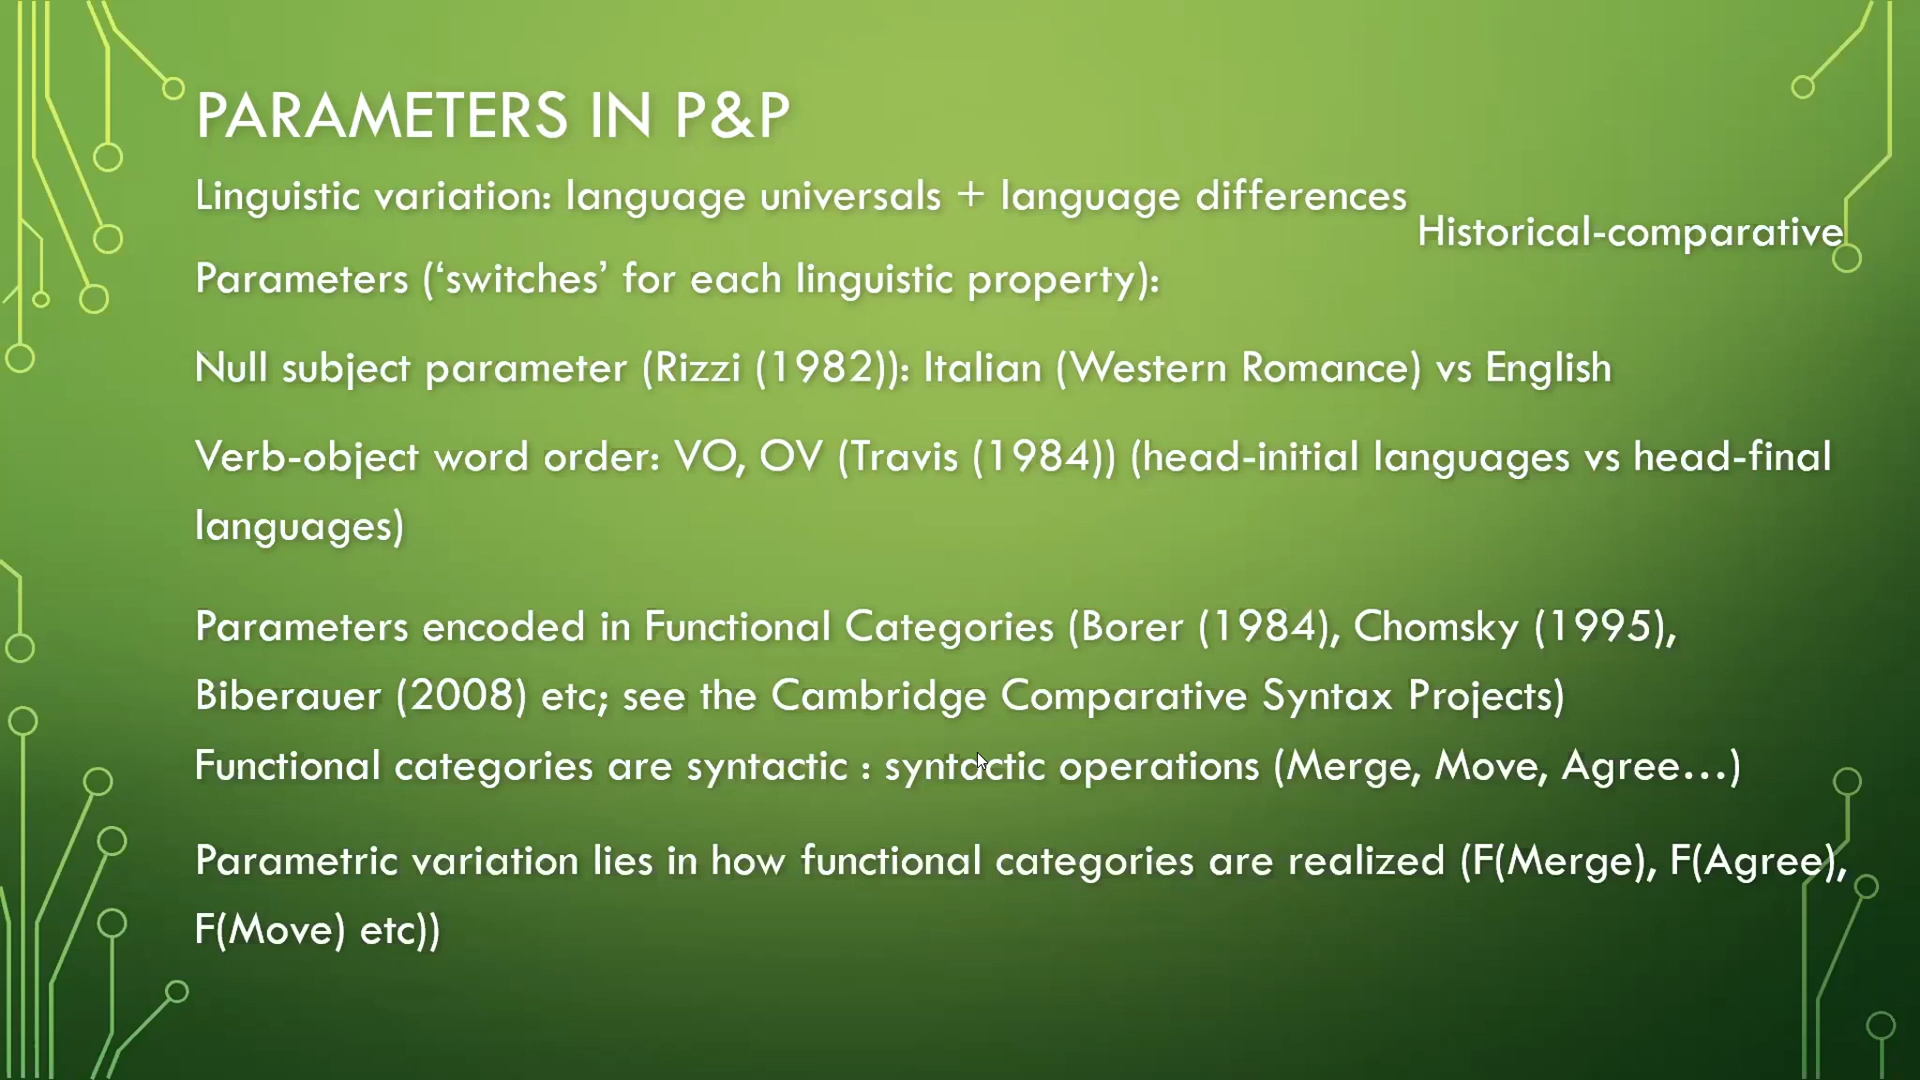 PARAMETERS IN P&P
Linguistic variation: language universals + language differences
Historical-comparative
Parameters (‘switches’ for each linguistic property):
Null subject parameter (Rizzi (1982)): Italian (Western Romance) vs English
Verb-object word order: VO, OV (Travis (1984)) (head-initial languages vs head-final
languages)
Parameters encoded in Functional Categories (Borer (1984), Chomsky (1995),
Biberauer (2008) etc; see the Cambridge Comparative Syntax Projects)
Functional categories are syntactic : syntactic operations (Merge, Move, Agree…)
Parametric variation lies in how functional categories are realized (F(Merge), F(Agree),
F(Move) etc))